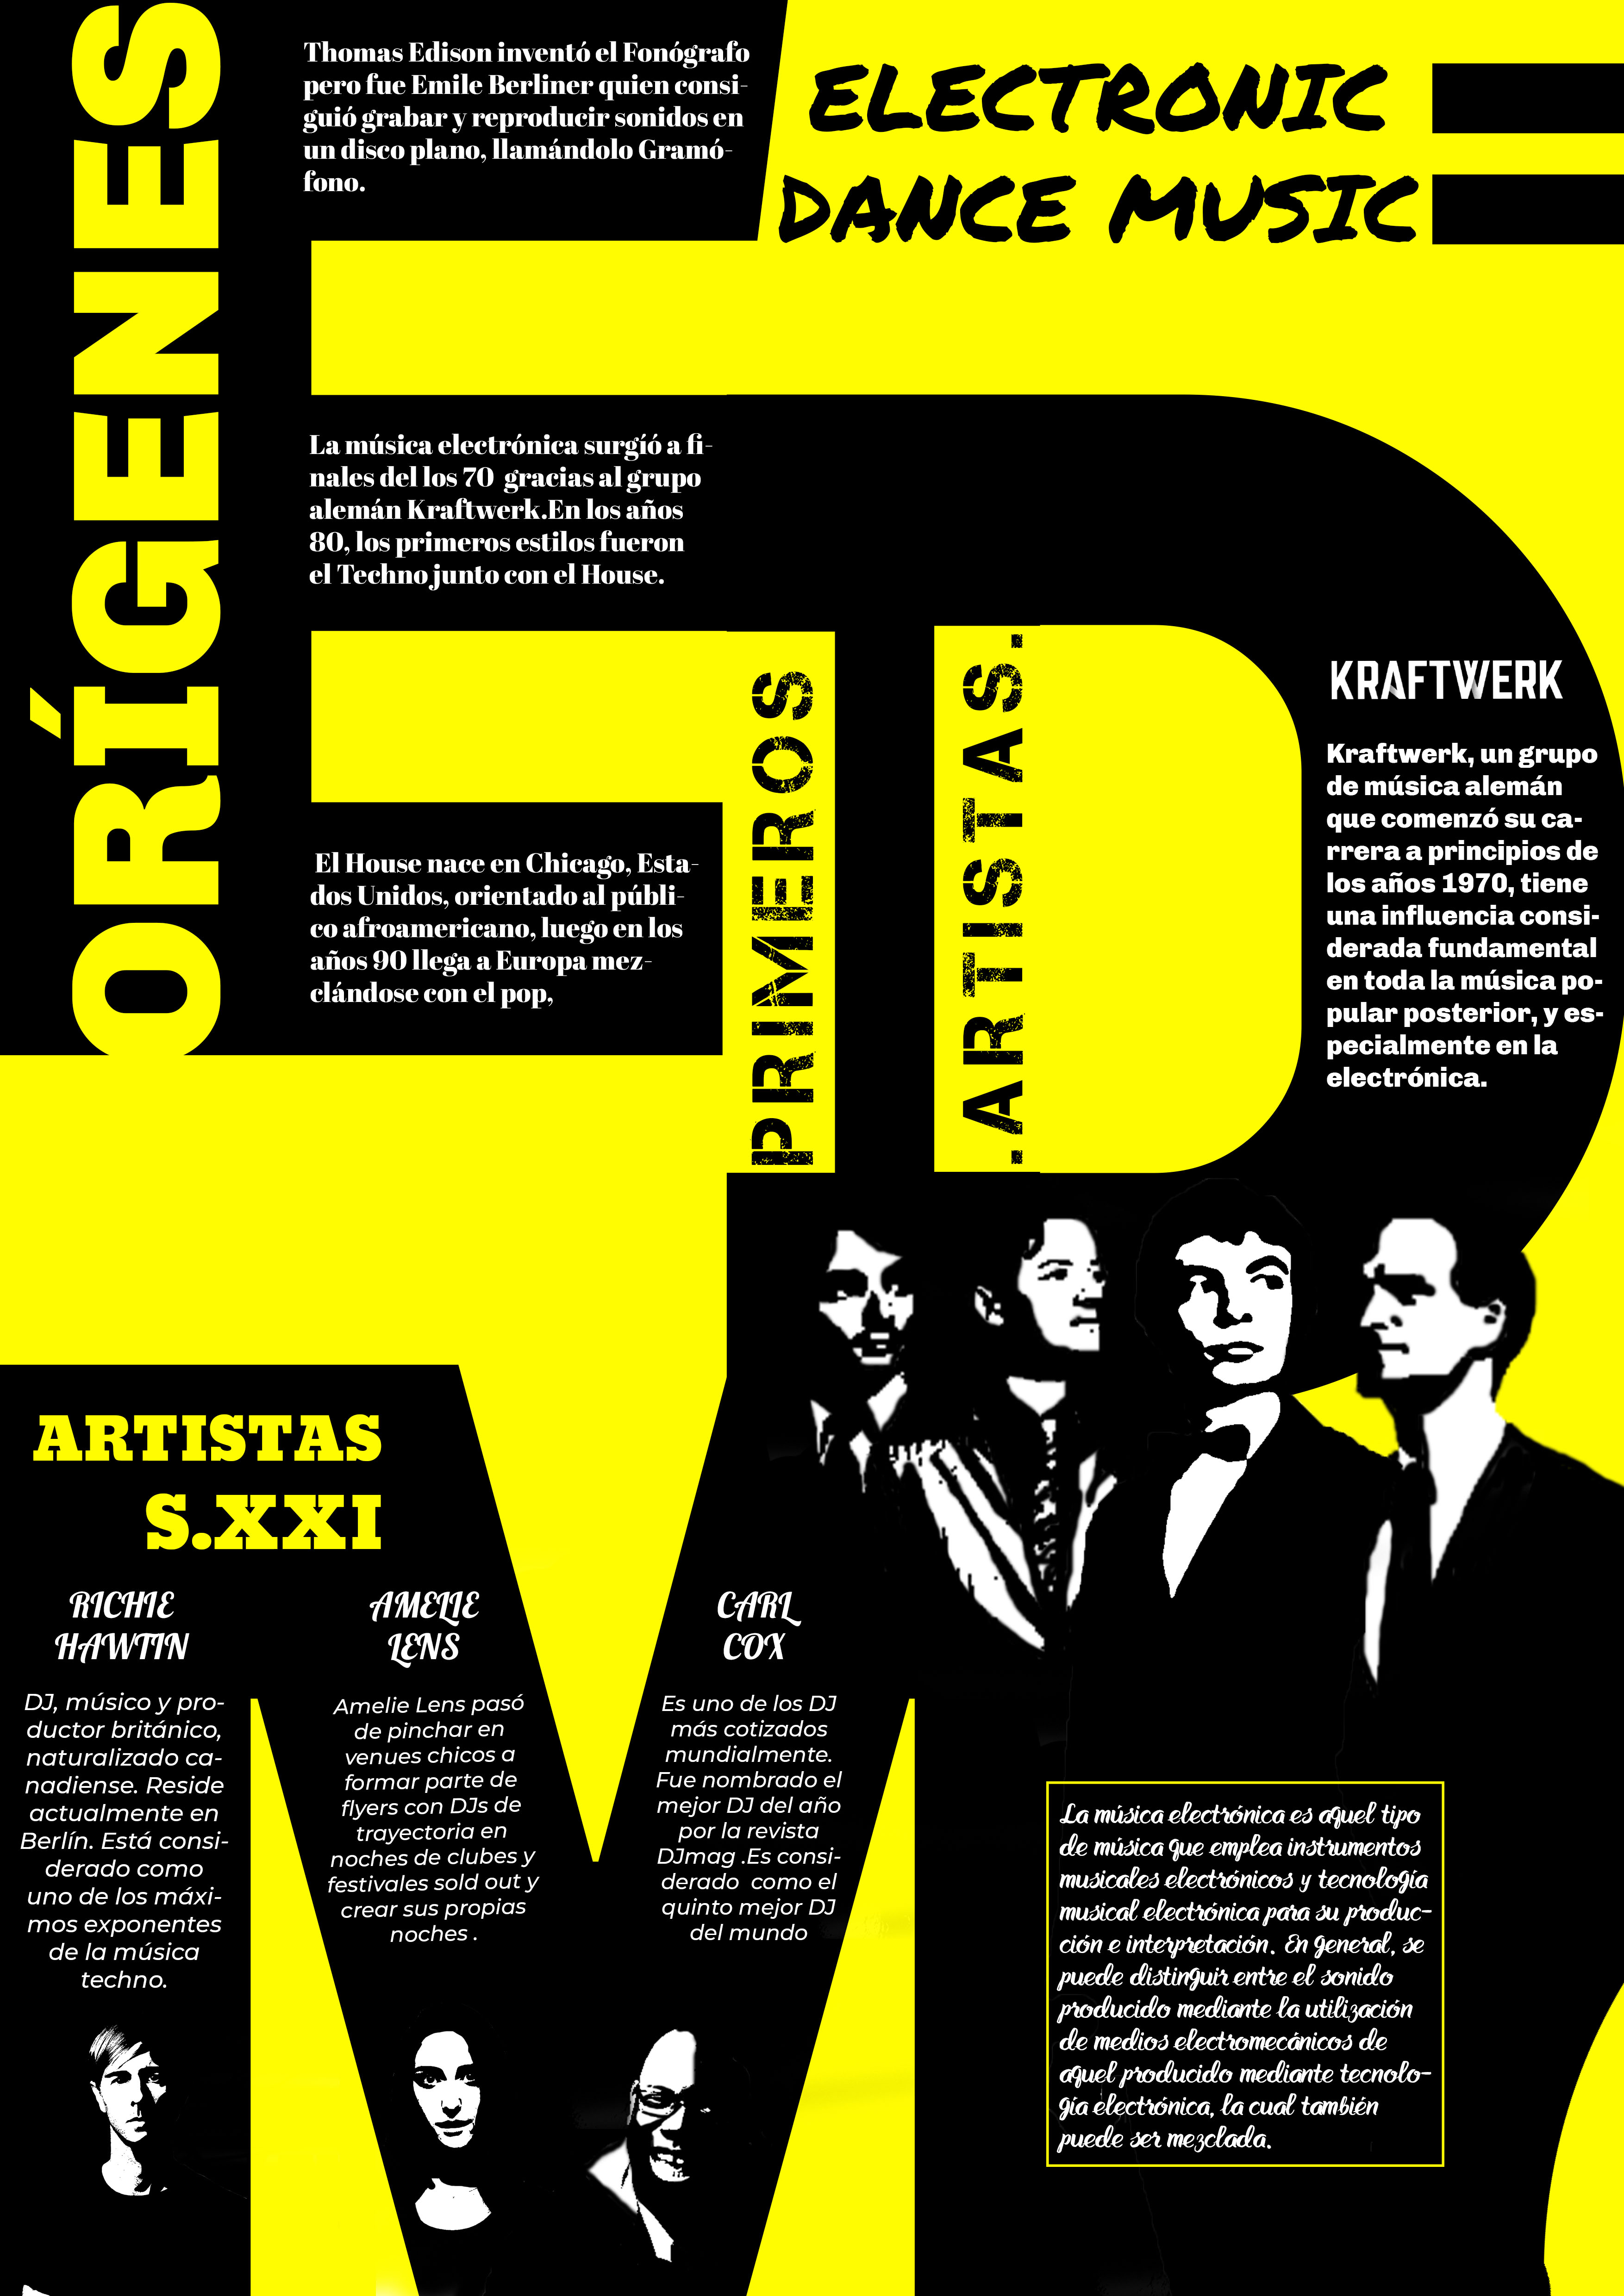 ORÍGENES
Thomas Edison inventó el Fonógrafo
pero fue Emile Berliner quien consi-
guió grabar y reproducir sonidos en
un disco plano, llamándolo Gramó-
fono.
ELECTRONIC
DANCE MUSIC
La música electrónica surgíó a fi-
nales del los 70  gracias al grupo
alemán Kraftwerk.En los años
80, los primeros estilos fueron
el Techno junto con el House.
El House nace en Chicago, Esta-
dos Unidos, orientado al públi-
co afroamericano, luego en los
años 90 llega a Europa mez-
clándose con el pop,
PRIMEROS
.ARTISTAS.
KRAFTWERK
Kraftwerk, un grupo
de música alemán
que comenzó su ca-
rrera a principios de
los años 1970, tiene
una influencia consi-
derada fundamental
en toda la música po-
pular posterior, y es-
pecialmente en la
electrónica.
ARTISTAS
S.XXI
RICHIE
HAWTIN
DJ, músico y pro-
ductor británico,
naturalizado ca-
nadiense. Reside
actualmente en
Berlín. Está consi-
derado como
uno de los máxi-
mos exponentes
de la música
techno.
AMELIE
LENS
Amelie Lens pasó
de pinchar en
venues chicos a
formar parte de
flyers con DJs de
trayectoria en
noches de clubes y
festivales sold out y
crear sus propias
noches .
CARL
COX
Es uno de los DJ
más cotizados
mundialmente.
Fue nombrado el
mejor DJ del año
por la revista
DJmag .Es consi-
derado  como el
quinto mejor DJ
del mundo
La música electrónica es aquel tipo
de música que emplea instrumentos
musicales electrónicos y tecnología
musical electrónica para su produc-
ción e interpretación. En general, se
puede distinguir entre el sonido
producido mediante la utilización
de medios electromecánicos de
aquel producido mediante tecnolo-
gía electrónica, la cual también
puede ser mezclada.